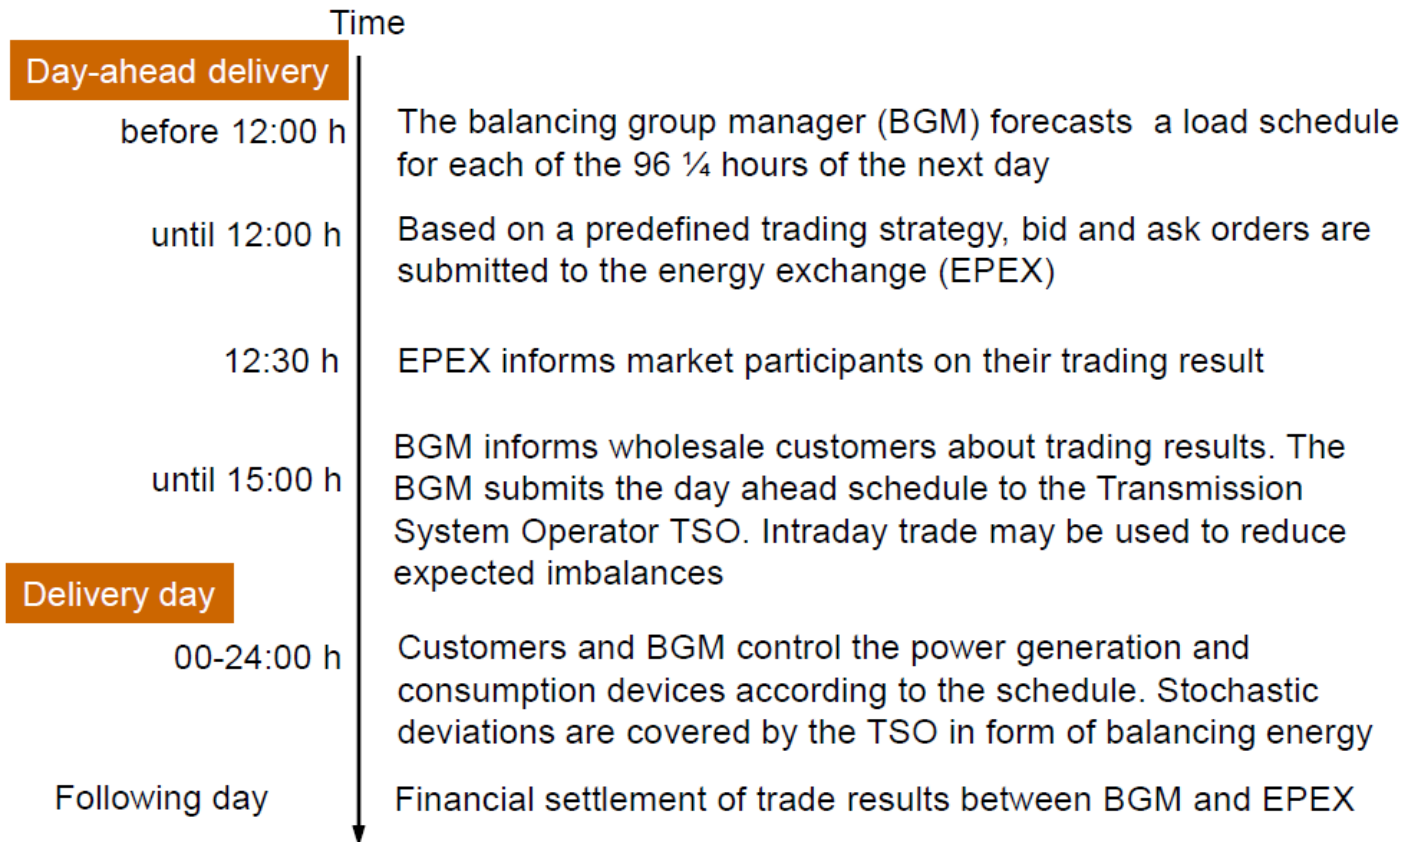 Time
Day-ahead delivery
before 12:00 h
The balancing group manager (BGM) forecasts a load schedule
for each of the 96 ¼ hours of the next day
until 12:00 h
Based on a predefined trading strategy, bid and ask orders are
submitted to the energy exchange (EPEX)
12:30 h
EPEX informs market participants on their trading result
until 15:00 h
BGM informs wholesale customers about trading results. The
BGM submits the day ahead schedule to the Transmission
System Operator TSO. Intraday trade may be used to reduce
expected imbalances
Delivery day
00-24:00 h
Customers and BGM control the power generation and
consumption devices according to the schedule. Stochastic
deviations are covered by the TSO in form of balancing energy
Following day
Financial settlement of trade results between BGM and EPEX